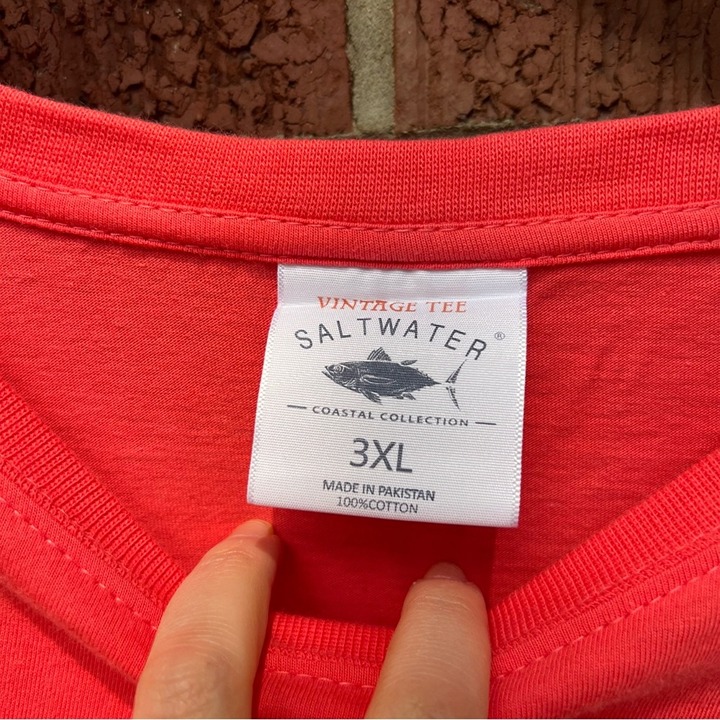 VINTAGE TEE
SALTWATER®
COASTAL COLLECTION
3XL
MADE IN PAKISTAN
100%COTTON